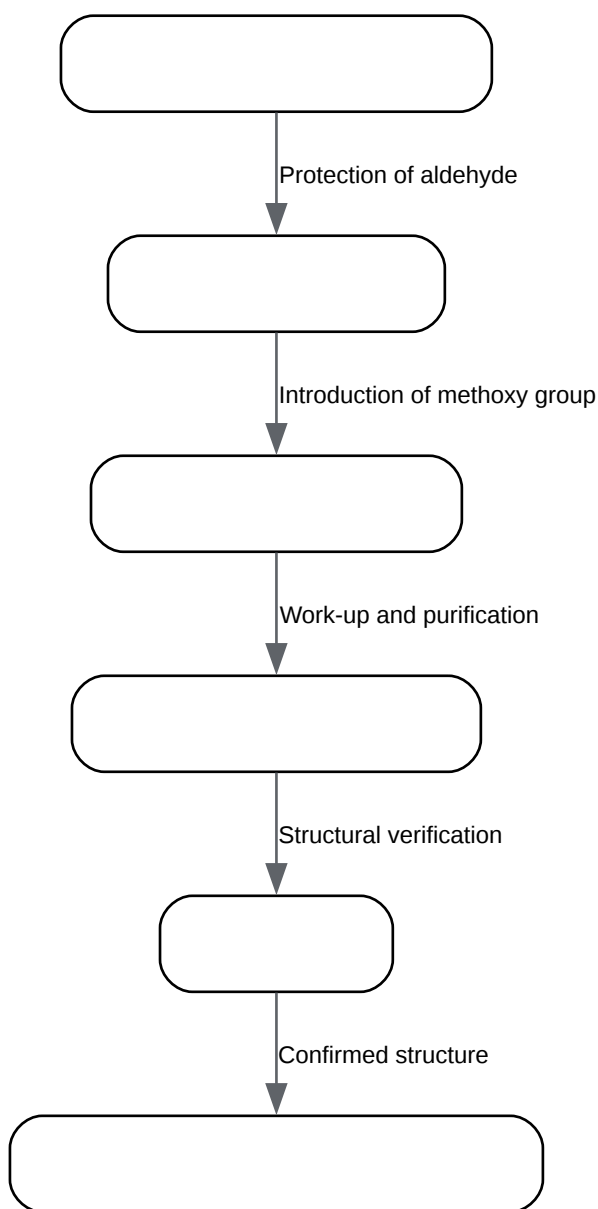 Protection of aldehyde
Introduction of methoxy group
Work-up and purification
Structural verification
Confirmed structure